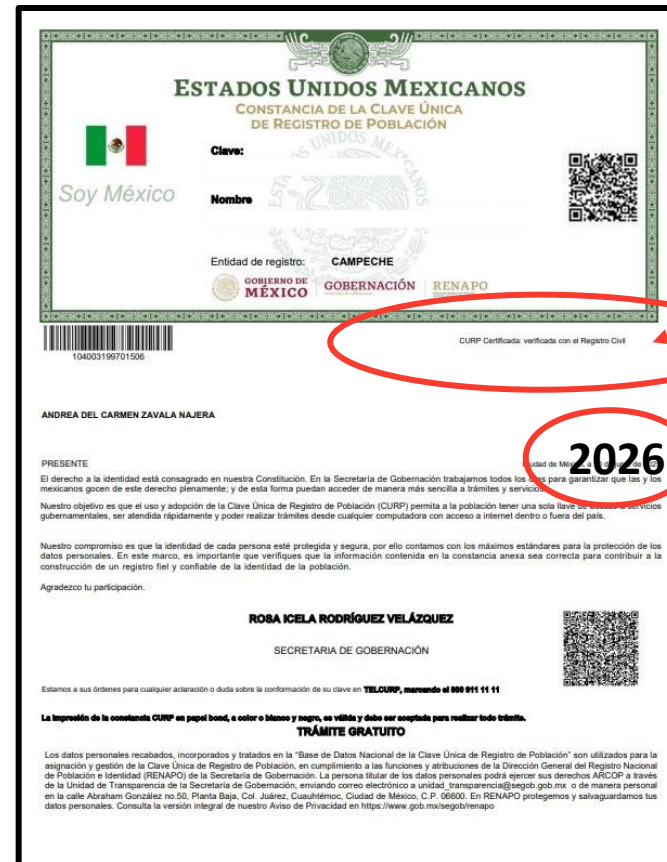 ESTADOS UNIDOS MEXICANOS
CONSTANCIA DE LA CLAVE ÚNICA
DE REGISTRO DE POBLACIÓN
Clave:
Soy México
Nombre
Entidad de registro: CAMPECHE
GOBIERNO DE MÉXICO GOBERNACIÓN RENAPO
104003199701506
CURP Certificada: verificada con el Registro Civil
ANDREA DEL CARMEN ZAVALA NAJERA
2026
PRESENTE
Ciudad de México, a
El derecho a la identidad está consagrado en nuestra Constitución. En la Secretaría de Gobernación trabajamos todos los días para garantizar que las y los
mexicanos gocen de este derecho plenamente; y de esta forma puedan acceder de manera más sencilla a trámites y servicios.
Nuestro objetivo es que el uso y adopción de la Clave Única de Registro de Población (CURP) permita a la población tener una sola llave de acceso a servicios
gubernamentales, ser atendida rápidamente y poder realizar trámites desde cualquier computadora con acceso a internet dentro o fuera del país.
Nuestro compromiso es que la identidad de cada persona esté protegida y segura, por ello contamos con los máximos estándares para la protección de los
datos personales. En este marco, es importante que verifiques que la información contenida en la constancia anexa sea correcta para contribuir a la
construcción de un registro fiel y confiable de la identidad de la población.
Agradezco tu participación.
ROSA ICELA RODRÍGUEZ VELÁZQUEZ
SECRETARIA DE GOBERNACIÓN
Estamos a sus órdenes para cualquier aclaración o duda sobre la conformación de su clave en TELCURP, marcando el 800 911 11 11
La impresión de la constancia CURP en papel bond, a color o blanco y negro, es válida y debe ser aceptada para realizar todo trámite.
TRÁMITE GRATUITO
Los datos personales recabados, incorporados y tratados en la "Base de Datos Nacional de la Clave Única de Registro de Población" son utilizados para la
asignación y gestión de la Clave Única de Registro de Población, en cumplimiento a las funciones y atribuciones de la Dirección General del Registro Nacional
de Población e Identidad (RENAPO) de la Secretaría de Gobernación. La persona titular de los datos personales podrá ejercer sus derechos ARCOP a través
de la Unidad de Transparencia de la Secretaría de Gobernación, enviando correo electrónico a unidad_transparencia@segob.gob.mx o de manera personal
en la calle Abraham González no.50, Planta Baja, Col. Juárez, Cuauhtémoc, Ciudad de México, C.P. 06600. En RENAPO protegemos y salvaguardamos tus
datos personales. Consulta la versión integral de nuestro Aviso de Privacidad en https://www.gob.mx/segob/renapo